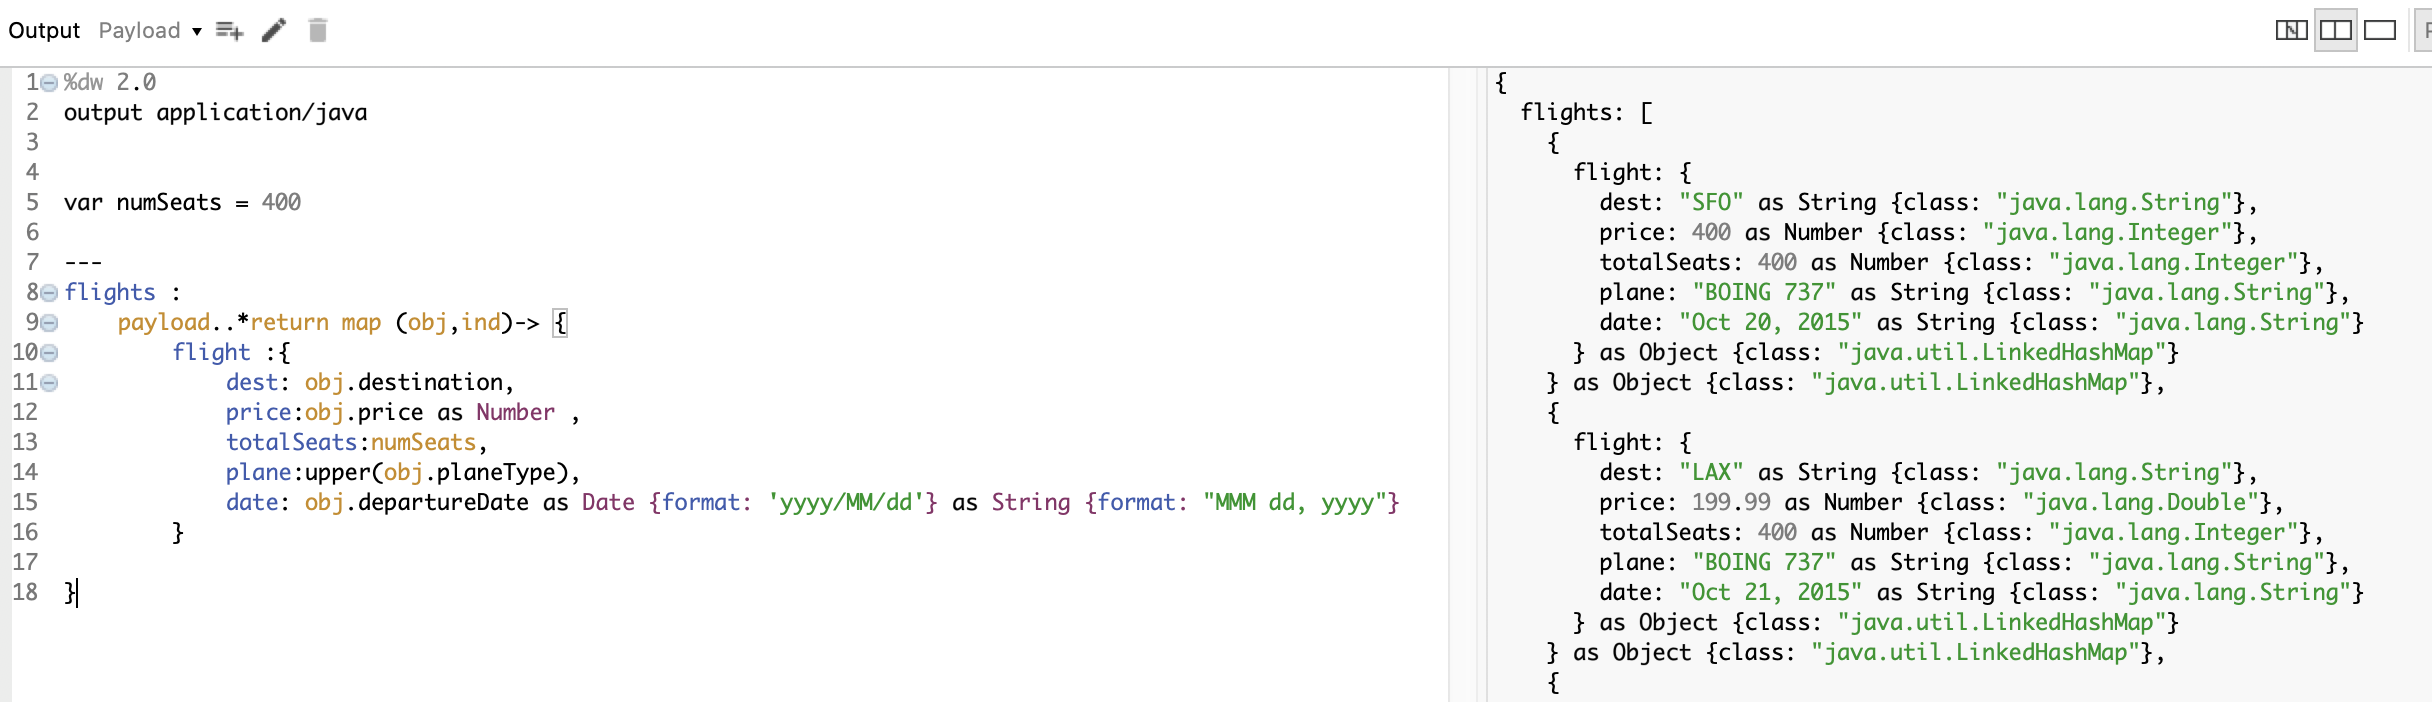 Output Payload
1 %dw 2.0
2 output application/java
3
4
5 var numSeats = 400
6
7 ---
8 flights :
9     payload..*return map (obj,ind)-> {
10         flight :{
11             dest: obj.destination,
12             price:obj.price as Number ,
13             totalSeats:numSeats,
14             plane:upper(obj.planeType),
15             date: obj.departureDate as Date {format: 'yyyy/MM/dd'} as String {format: "MMM dd, yyyy"}
16         }
17
18 }
{
  flights: [
    {
      flight: {
        dest: "SFO" as String {class: "java.lang.String"},
        price: 400 as Number {class: "java.lang.Integer"},
        totalSeats: 400 as Number {class: "java.lang.Integer"},
        plane: "BOING 737" as String {class: "java.lang.String"},
        date: "Oct 20, 2015" as String {class: "java.lang.String"}
      } as Object {class: "java.util.LinkedHashMap"}
    } as Object {class: "java.util.LinkedHashMap"},
    {
      flight: {
        dest: "LAX" as String {class: "java.lang.String"},
        price: 199.99 as Number {class: "java.lang.Double"},
        totalSeats: 400 as Number {class: "java.lang.Integer"},
        plane: "BOING 737" as String {class: "java.lang.String"},
        date: "Oct 21, 2015" as String {class: "java.lang.String"}
      } as Object {class: "java.util.LinkedHashMap"}
    } as Object {class: "java.util.LinkedHashMap"},
    {